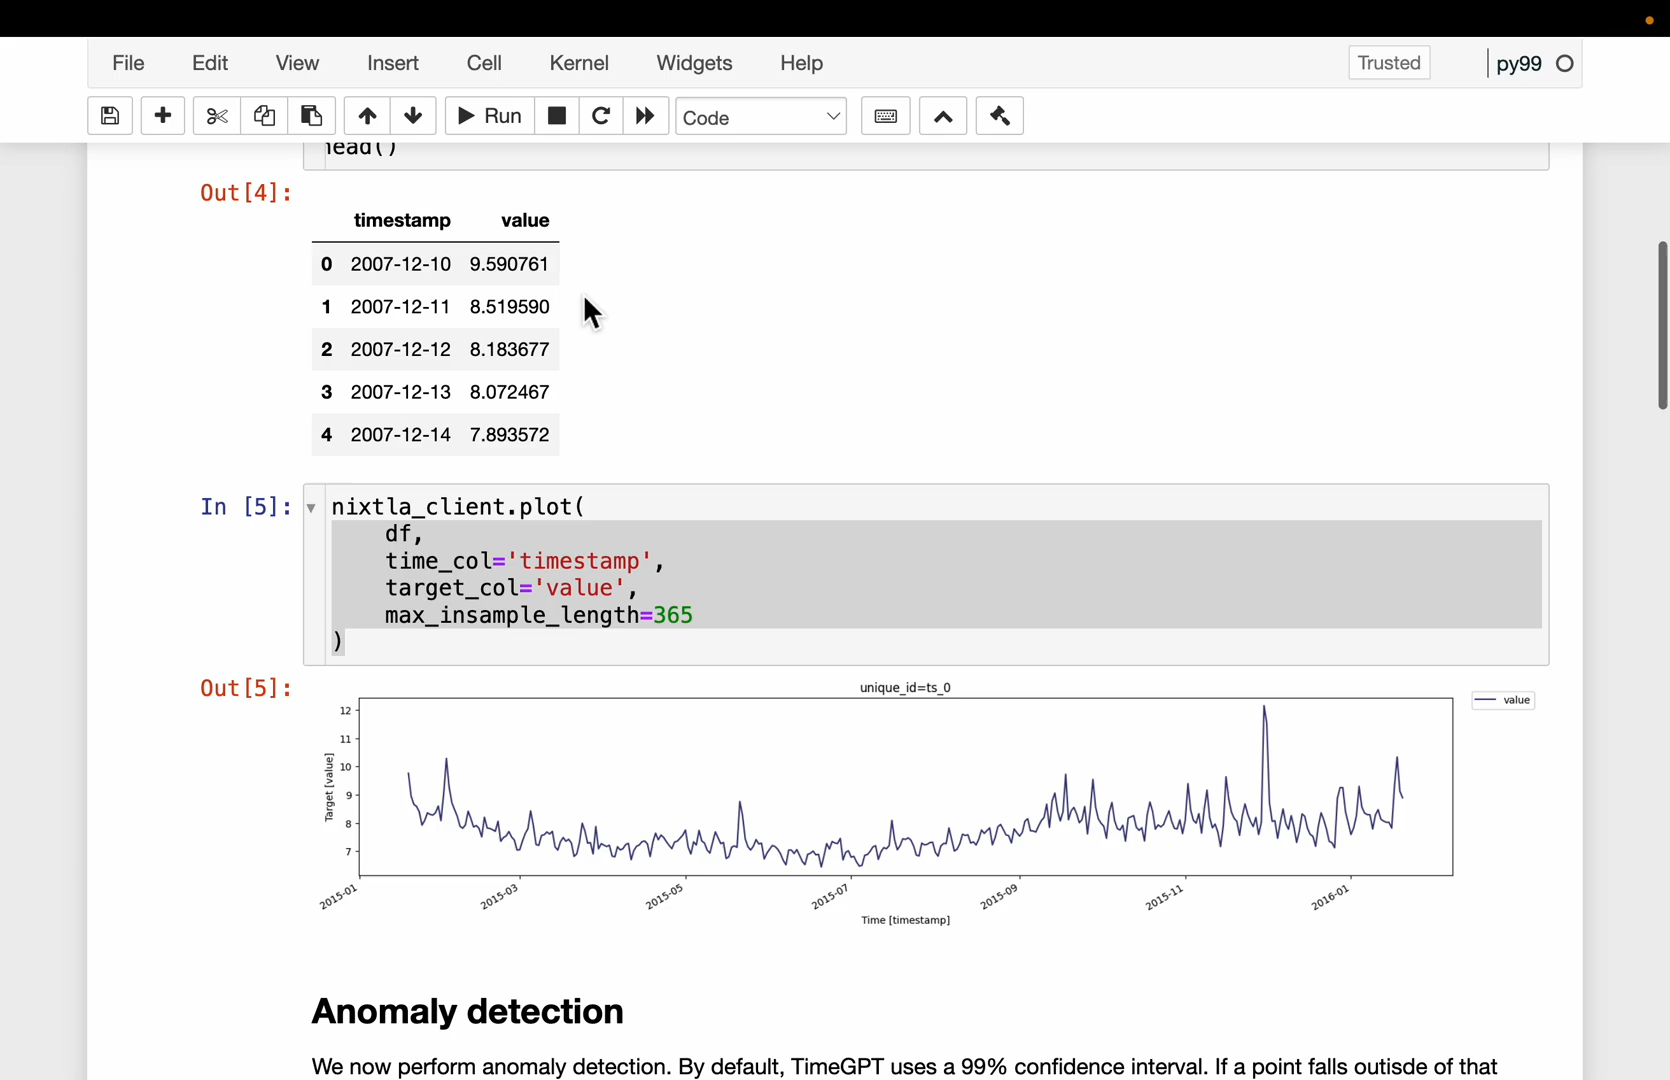 File Edit View Insert Cell Kernel Widgets Help Trusted py99
Run Code
head()
Out[4]:
timestamp value
0 2007-12-10 9.590761
1 2007-12-11 8.519590
2 2007-12-12 8.183677
3 2007-12-13 8.072467
4 2007-12-14 7.893572
In [5]: nixtla_client.plot(
df,
time_col='timestamp',
target_col='value',
max_insample_length=365
)
Out[5]:
unique_id=ts_0
value
12
11
10
9
8
7
Target [value]
2015-01 2015-03 2015-05 2015-07 2015-09 2015-11 2016-01
Time [timestamp]
Anomaly detection
We now perform anomaly detection. By default, TimeGPT uses a 99% confidence interval. If a point falls outisde of that